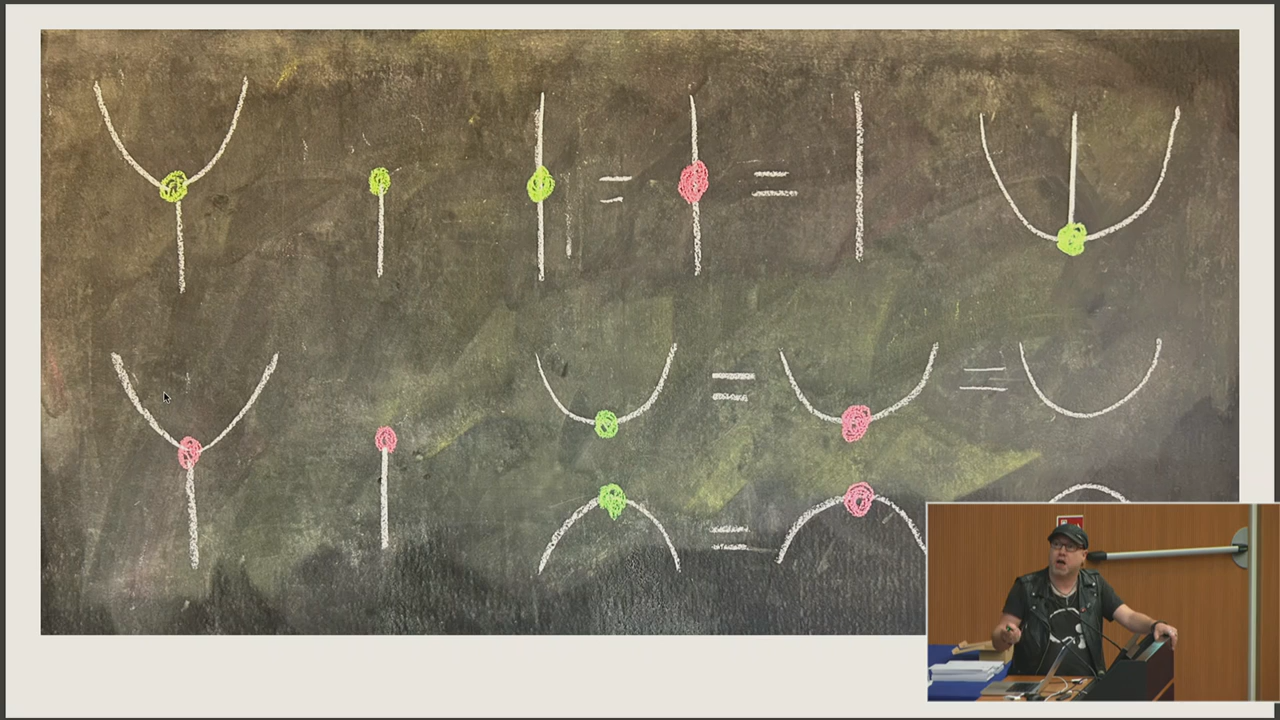 = =
= =
=